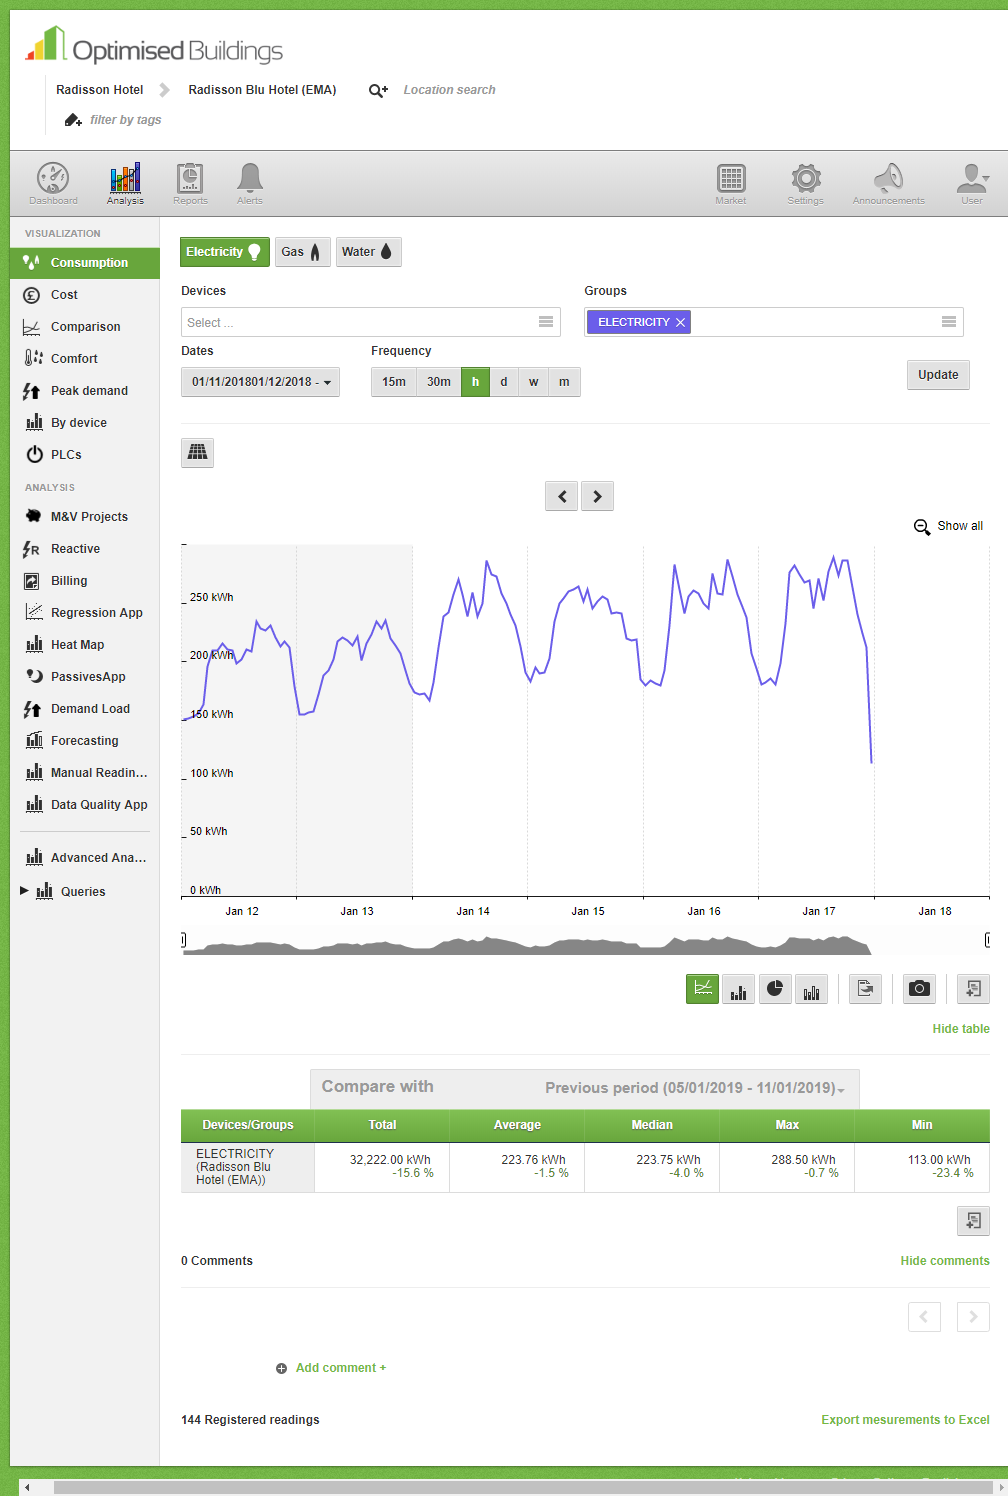 Optimised Buildings
Radisson Hotel Radisson Blu Hotel (EMA) Location search
filter by tags
Dashboard Analysis Reports Alerts Market Settings Announcements User
VISUALIZATION
Consumption
Cost
Comparison
Comfort
Peak demand
By device
PLCs
ANALYSIS
M&V Projects
Reactive
Billing
Regression App
Heat Map
PassivesApp
Demand Load
Forecasting
Manual Readin...
Data Quality App
Advanced Ana...
Queries
Electricity Gas Water
Devices Groups
Select ... ELECTRICITY
Dates Frequency
01/11/201801/12/2018 - 15m 30m h d w m Update
Show all
250 kWh
200 kWh
150 kWh
100 kWh
50 kWh
0 kWh
Jan 12 Jan 13 Jan 14 Jan 15 Jan 16 Jan 17 Jan 18
Hide table
Compare with Previous period (05/01/2019 - 11/01/2019)
Devices/Groups Total Average Median Max Min
ELECTRICITY 32,222.00 kWh 223.76 kWh 223.75 kWh 288.50 kWh 113.00 kWh
(Radisson Blu -15.6 % -1.5 % -4.0 % -0.7 % -23.4 %
Hotel (EMA))
0 Comments Hide comments
Add comment +
144 Registered readings Export mesurements to Excel